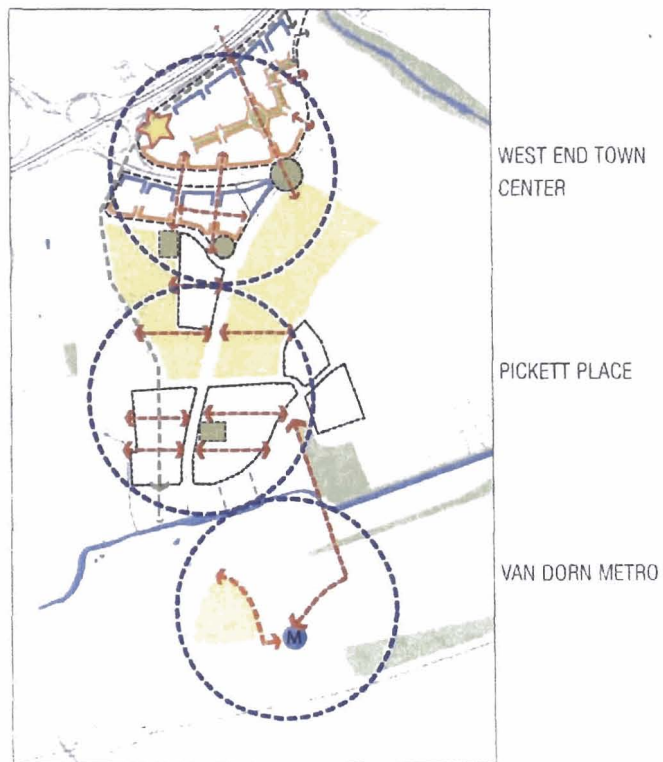 WEST END TOWN
CENTER
PICKETT PLACE
VAN DORN METRO
M